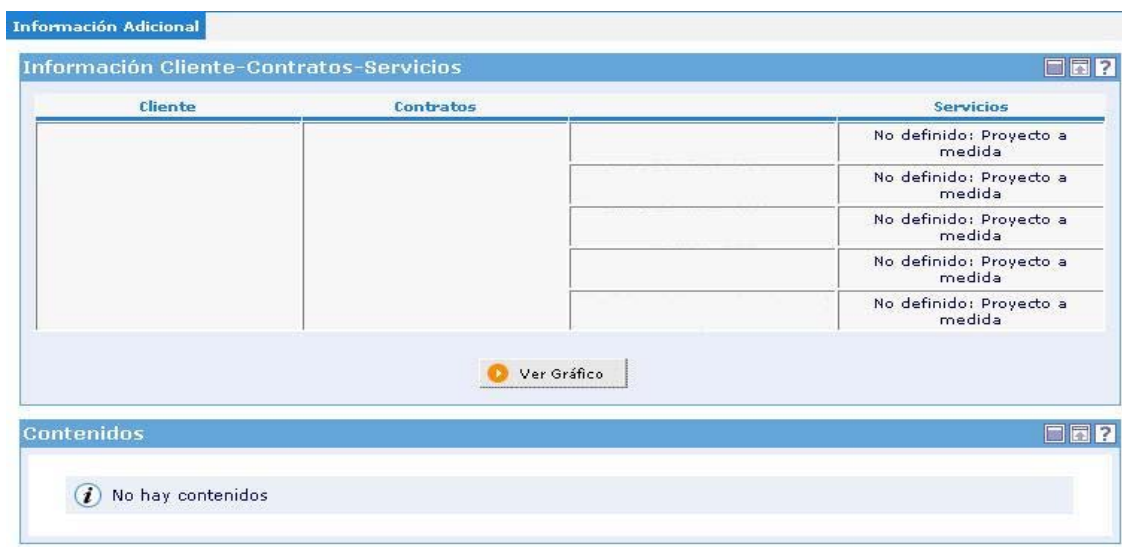 Información Adicional
Información Cliente-Contratos-Servicios
?
Cliente Contratos Servicios
No definido: Proyecto a
medida
No definido: Proyecto a
medida
No definido: Proyecto a
medida
No definido: Proyecto a
medida
No definido: Proyecto a
medida
Ver Gráfico
Contenidos
?
i No hay contenidos